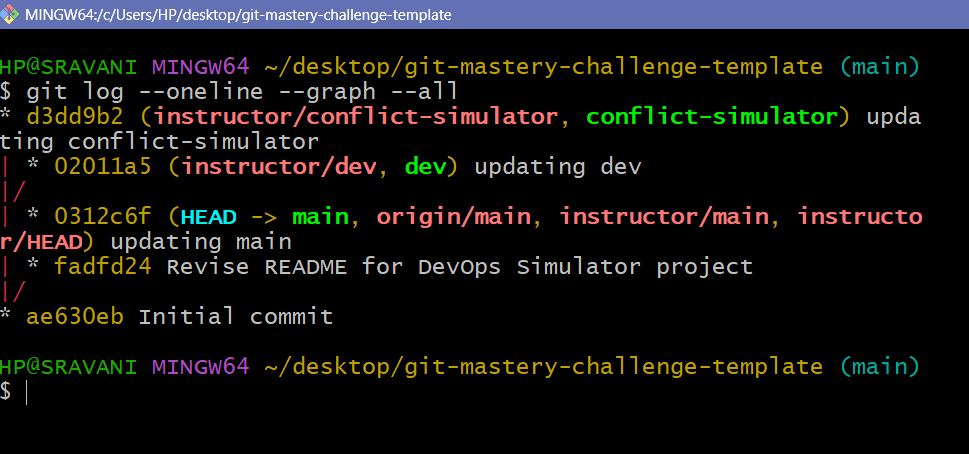 MINGW64:/c/Users/HP/desktop/git-mastery-challenge-template
HP@SRAVANI MINGW64 ~/desktop/git-mastery-challenge-template (main)
$ git log --oneline --graph --all
* d3dd9b2 (instructor/conflict-simulator, conflict-simulator) upda
ting conflict-simulator
| * 02011a5 (instructor/dev, dev) updating dev
|/
| * 0312c6f (HEAD -> main, origin/main, instructor/main, instructo
r/HEAD) updating main
| * fadfd24 Revise README for DevOps Simulator project
|/
* ae630eb Initial commit
HP@SRAVANI MINGW64 ~/desktop/git-mastery-challenge-template (main)
$